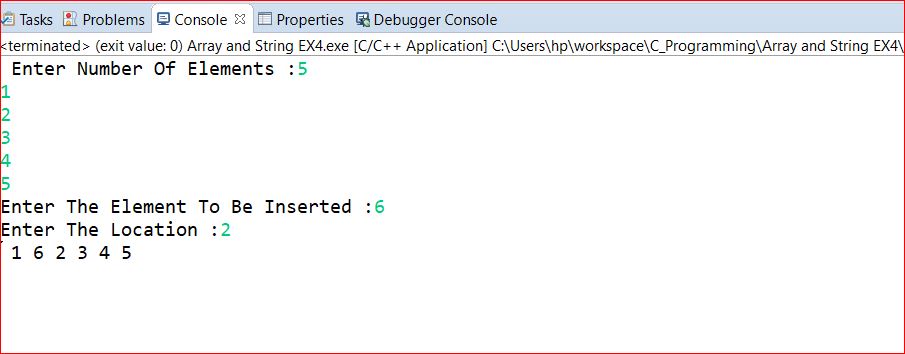 Tasks Problems Console Properties Debugger Console
<terminated> (exit value: 0) Array and String EX4.exe [C/C++ Application] C:\Users\hp\workspace\C_Programming\Array and String EX4\
Enter Number Of Elements :5
1
2
3
4
5
Enter The Element To Be Inserted :6
Enter The Location :2
1 6 2 3 4 5